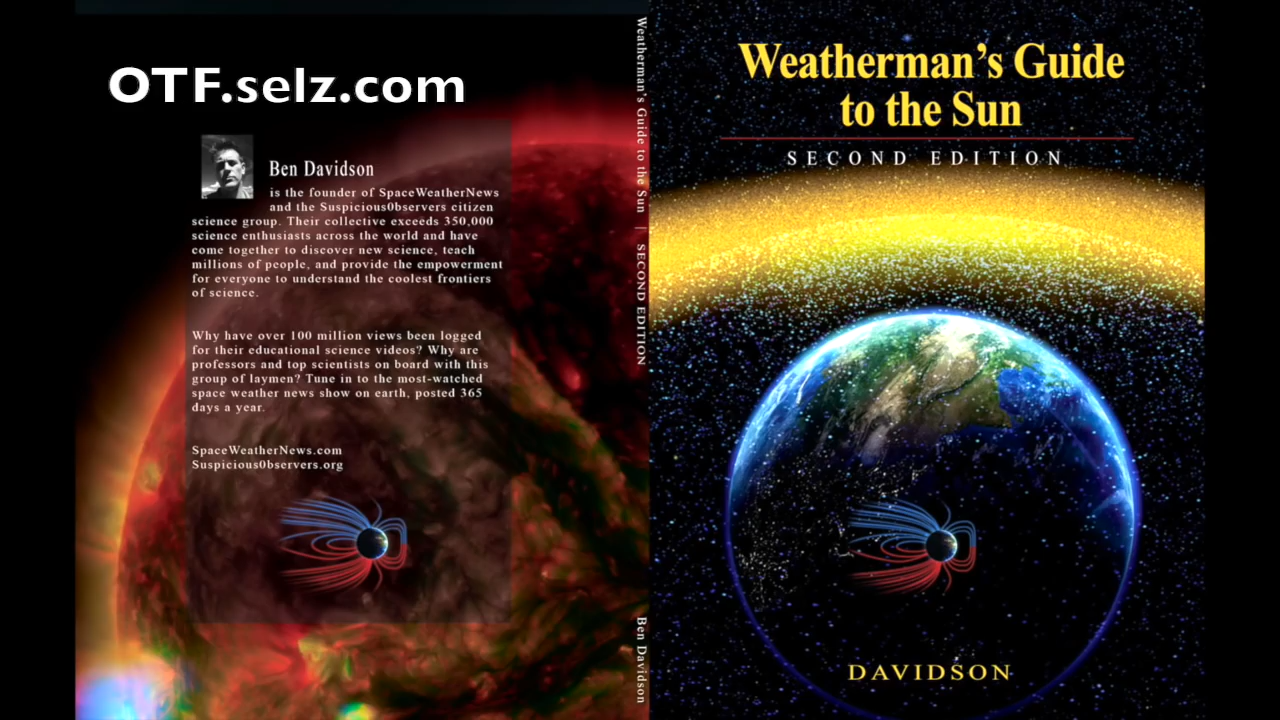 OTF.selz.com
Ben Davidson
is the founder of SpaceWeatherNews
and the Suspicious0bservers citizen
science group. Their collective exceeds 350,000
science enthusiasts across the world and have
come together to discover new science, teach
millions of people, and provide the empowerment
for everyone to understand the coolest frontiers
of science.
Why have over 100 million views been logged
for their educational science videos? Why are
professors and top scientists on board with this
group of laymen? Tune in to the most-watched
space weather news show on earth, posted 365
days a year.
SpaceWeatherNews.com
Suspicious0bservers.org
Weatherman's Guide to the Sun | SECOND EDITION
Ben Davidson
Weatherman's Guide
to the Sun
SECOND EDITION
DAVIDSON